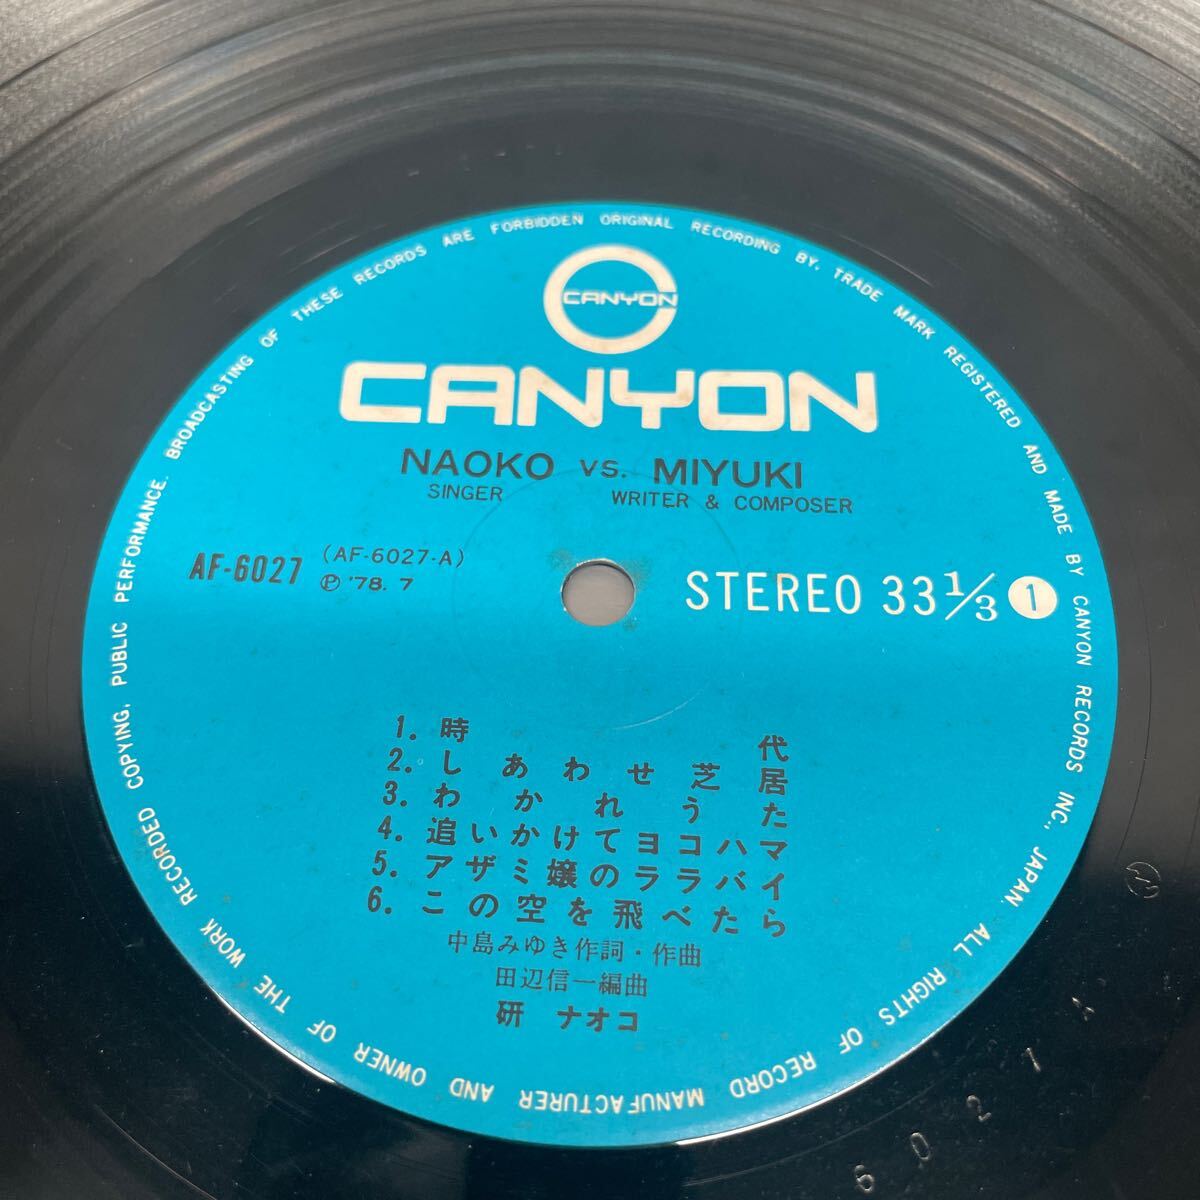 BROADCASTING OF THESE RECORDS ARE FORBIDDEN ORIGINAL RECORDING BY. TRADE MARK REGISTERED AND MADE BY CANYON RECORDS INC., JAPAN. ALL RIGHTS OF RECORD MANUFACTURER AND OWNER OF THE WORK RECORDED COPYING, PUBLIC PERFORMANCE.
CANYON
CANYON
NAOKO vs. MIYUKI
SINGER WRITER & COMPOSER
AF-6027 (AF-6027-A)
Ⓟ '78. 7
STEREO 33 1/3 1
1. 時代
2. しあわせ芝居
3. わかれうた
4. 追いかけてヨコハマ
5. アザミ嬢のララバイ
6. この空を飛べたら
中島みゆき作詞・作曲
田辺信一編曲
研 ナオコ